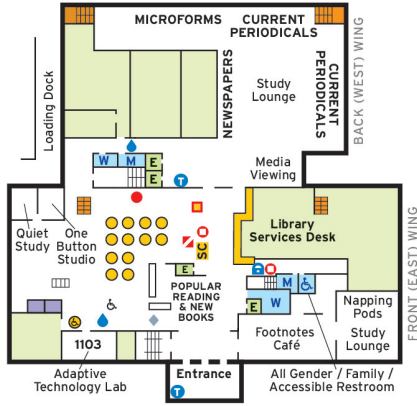 MICROFORMS
CURRENT
PERIODICALS
NEWSPAPERS
CURRENT
PERIODICALS
BACK (WEST) WING
Loading Dock
Study
Lounge
W
M
E
E
T
Media
Viewing
Quiet
Study
One
Button
Studio
SC
Library
Services Desk
FRONT (EAST) WING
E
POPULAR
READING
& NEW
BOOKS
M
W
E
Napping
Pods
Footnotes
Café
Study
Lounge
1103
Adaptive
Technology Lab
Entrance
T
All Gender / Family /
Accessible Restroom